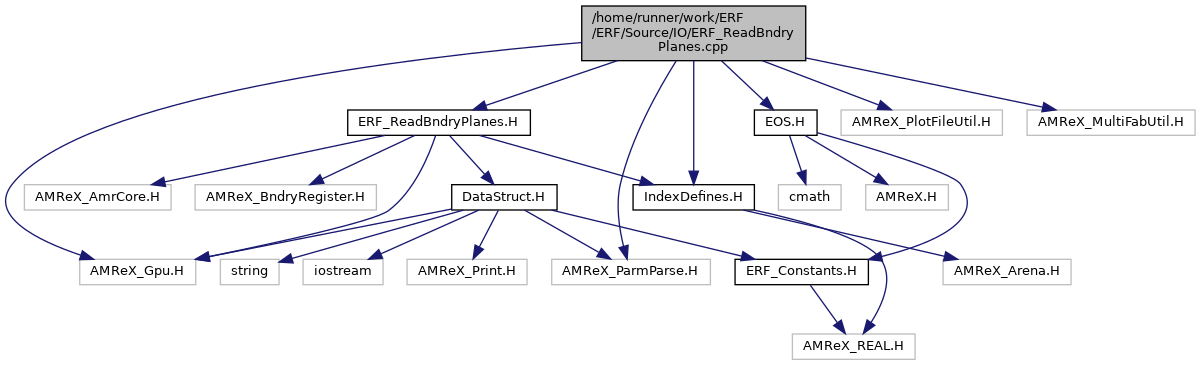 /home/runner/work/ERF
/ERF/Source/IO/ERF_ReadBndry
Planes.cpp
ERF_ReadBndryPlanes.H
EOS.H
AMReX_PlotFileUtil.H
AMReX_MultiFabUtil.H
AMReX_AmrCore.H
AMReX_BndryRegister.H
DataStruct.H
IndexDefines.H
cmath
AMReX.H
AMReX_Gpu.H
string
iostream
AMReX_Print.H
AMReX_ParmParse.H
ERF_Constants.H
AMReX_Arena.H
AMReX_REAL.H